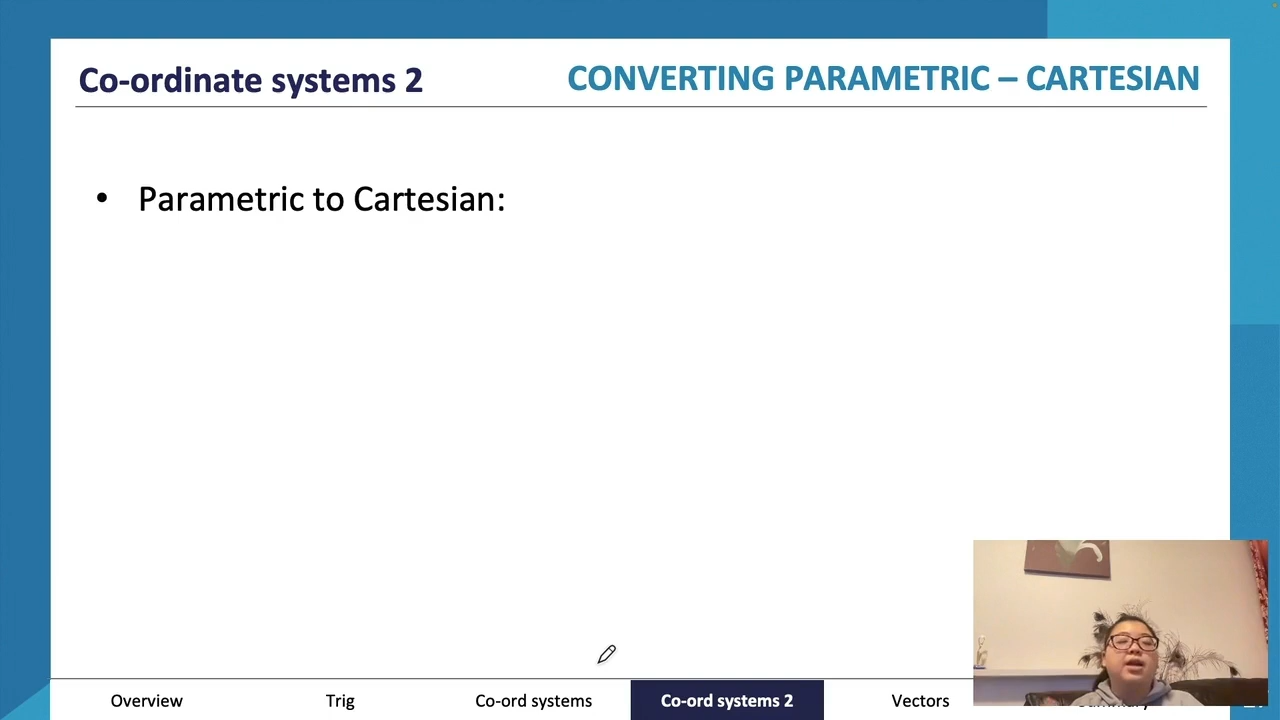 Co-ordinate systems 2
CONVERTING PARAMETRIC – CARTESIAN
• Parametric to Cartesian:
Overview
Trig
Co-ord systems
Co-ord systems 2
Vectors